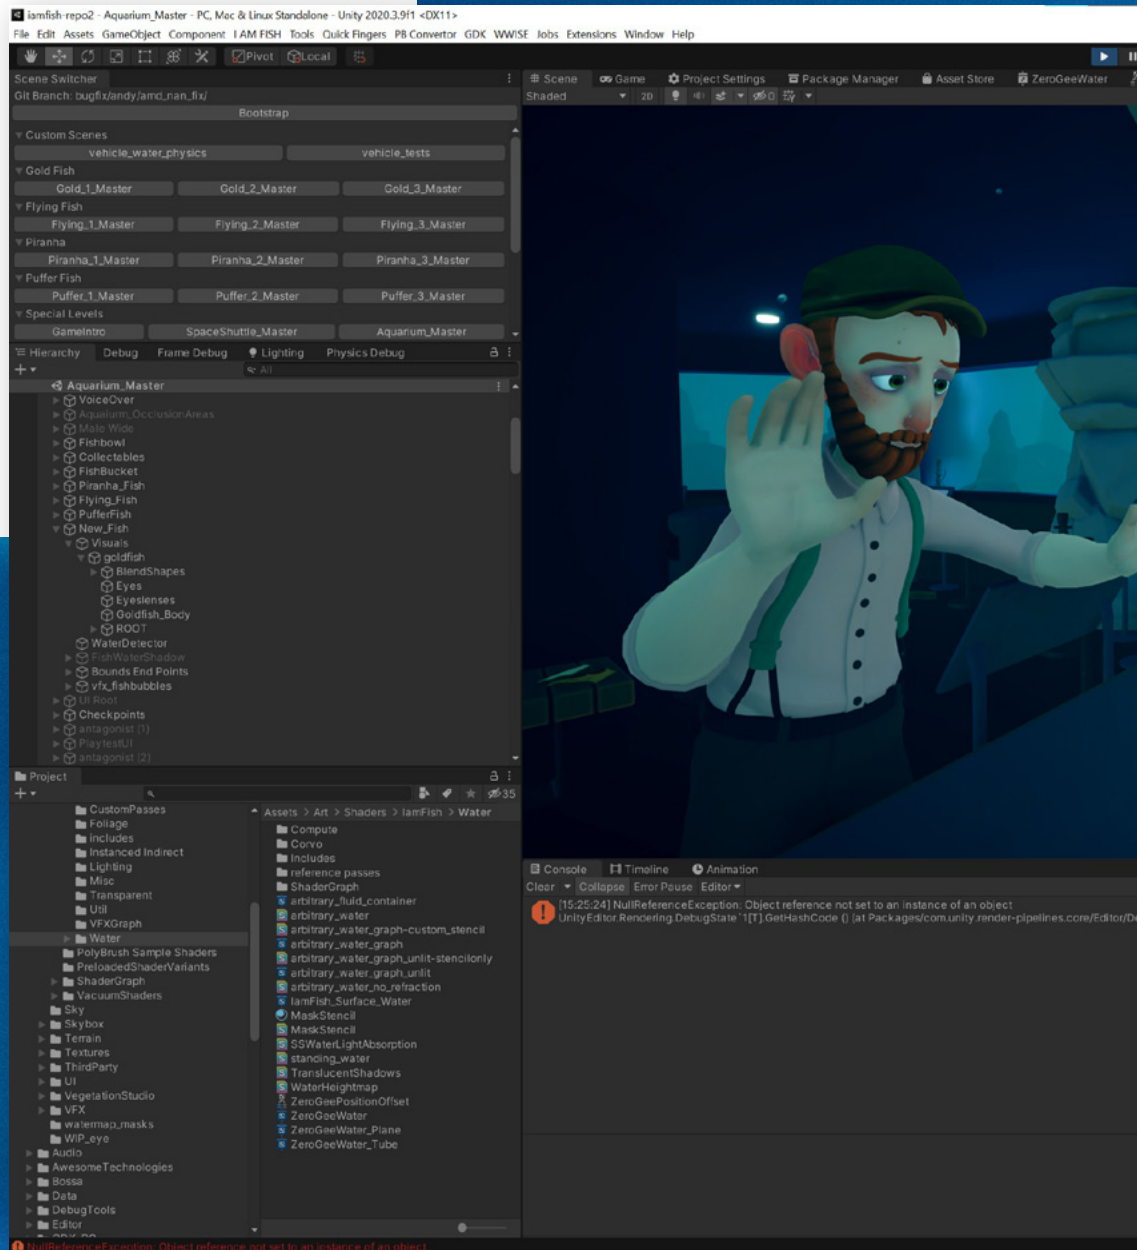 iamfish-repo2 - Aquarium_Master - PC, Mac & Linux Standalone - Unity 2020.3.9f1 <DX11>
File Edit Assets GameObject Component I AM FISH Tools Quick Fingers PB Convertor GDK WWISE Jobs Extensions Window Help
Pivot Local
Scene Switcher
Git Branch: bugfix/andy/amd_nan_fix/
Bootstrap
Custom Scenes
vehicle_water_physics vehicle_tests
Gold Fish
Gold_1_Master Gold_2_Master Gold_3_Master
Flying Fish
Flying_1_Master Flying_2_Master Flying_3_Master
Piranha
Piranha_1_Master Piranha_2_Master Piranha_3_Master
Puffer Fish
Puffer_1_Master Puffer_2_Master Puffer_3_Master
Special Levels
GameIntro SpaceShuttle_Master Aquarium_Master
Hierarchy Debug Frame Debug Lighting Physics Debug
All
Aquarium_Master
VoiceOver
Aquaium_OcclusionAreas
Male Wide
Fishbowl
Collectables
FishBucket
Piranha_Fish
Flying_Fish
PufferFish
New_Fish
Visuals
goldfish
BlendShapes
Eyes
Eyeslenses
Goldfish_Body
ROOT
WaterDetector
FishWaterShadow
Bounds End Points
vfx_fishbubbles
UI Root
Checkpoints
antagonist (1)
PlaytestUI
antagonist (2)
Project
35
CustomPasses
Foliage
includes
Instanced Indirect
Lighting
Misc
Transparent
Util
VFXGraph
Water
PolyBrush Sample Shaders
PreloadedShaderVariants
ShaderGraph
VacuumShaders
Sky
Skybox
Terrain
Textures
ThirdParty
UI
VegetationStudio
VFX
watermap_masks
WIP_eye
Audio
AwesomeTechnologies
Bossa
Data
DebugTools
Editor
Assets > Art > Shaders > IamFish > Water
Compute
Corvo
Includes
reference passes
ShaderGraph
arbitrary_fluid_container
arbitrary_water
arbitrary_water_graph-custom_stencil
arbitrary_water_graph
arbitrary_water_graph_unlit-stencilonly
arbitrary_water_graph_unlit
arbitrary_water_no_refraction
IamFish_Surface_Water
MaskStencil
MaskStencil
SSWaterLightAbsorption
standing_water
TranslucentShadows
WaterHeightmap
ZeroGeePositionOffset
ZeroGeeWater
ZeroGeeWater_Plane
ZeroGeeWater_Tube
NullReferenceException: Object reference not set to an instance of an object
Scene Game Project Settings Package Manager Asset Store ZeroGeeWater
Shaded 2D 0
Console Timeline Animation
Clear Collapse Error Pause Editor
[15:25:24] NullReferenceException: Object reference not set to an instance of an object
UnityEditor.Rendering.DebugState`1[T].GetHashCode () (at Packages/com.unity.render-pipelines.core/Editor/De